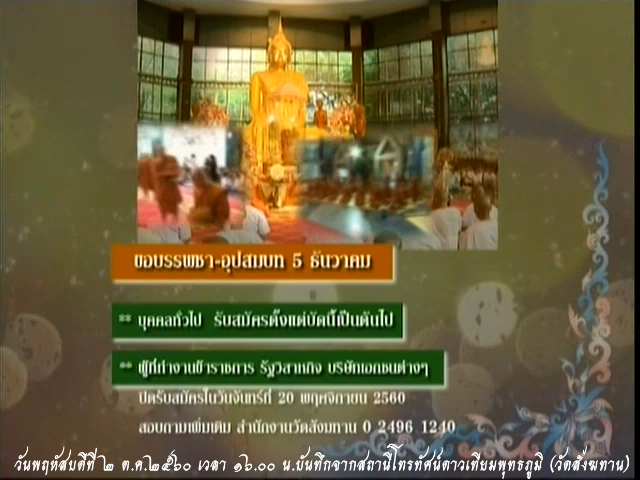 ขอบรรพชา-อุปสมบท 5 ธันวาคม
** บุคคลทั่วไป รับสมัครตั้งแต่บัดนี้เป็นต้นไป
** ผู้ที่ทำงานข้าราชการ รัฐวิสาหกิจ บริษัทเอกชนต่างๆ
ปิดรับสมัครในวันจันทร์ที่ 20 พฤศจิกายน 2560
สอบถามเพิ่มเติม สำนักงานวัดสังฆทาน 0 2496 1240
วันพฤหัสบดีที่ ๒ ต.ค.๒๕๖๐ เวลา ๑๖.๐๐ น.บันทึกจากสถานีโทรทัศน์ดาวเทียมพุทธภูมิ (วัดสังฆทาน)